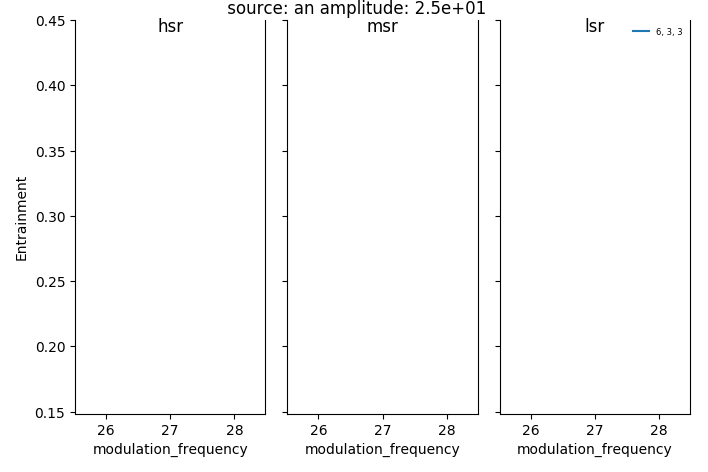 source: an amplitude: 2.5e+01
hsr
msr
lsr
6, 3, 3
Entrainment
0.45
0.40
0.35
0.30
0.25
0.20
0.15
26 27 28
26 27 28
26 27 28
modulation_frequency
modulation_frequency
modulation_frequency